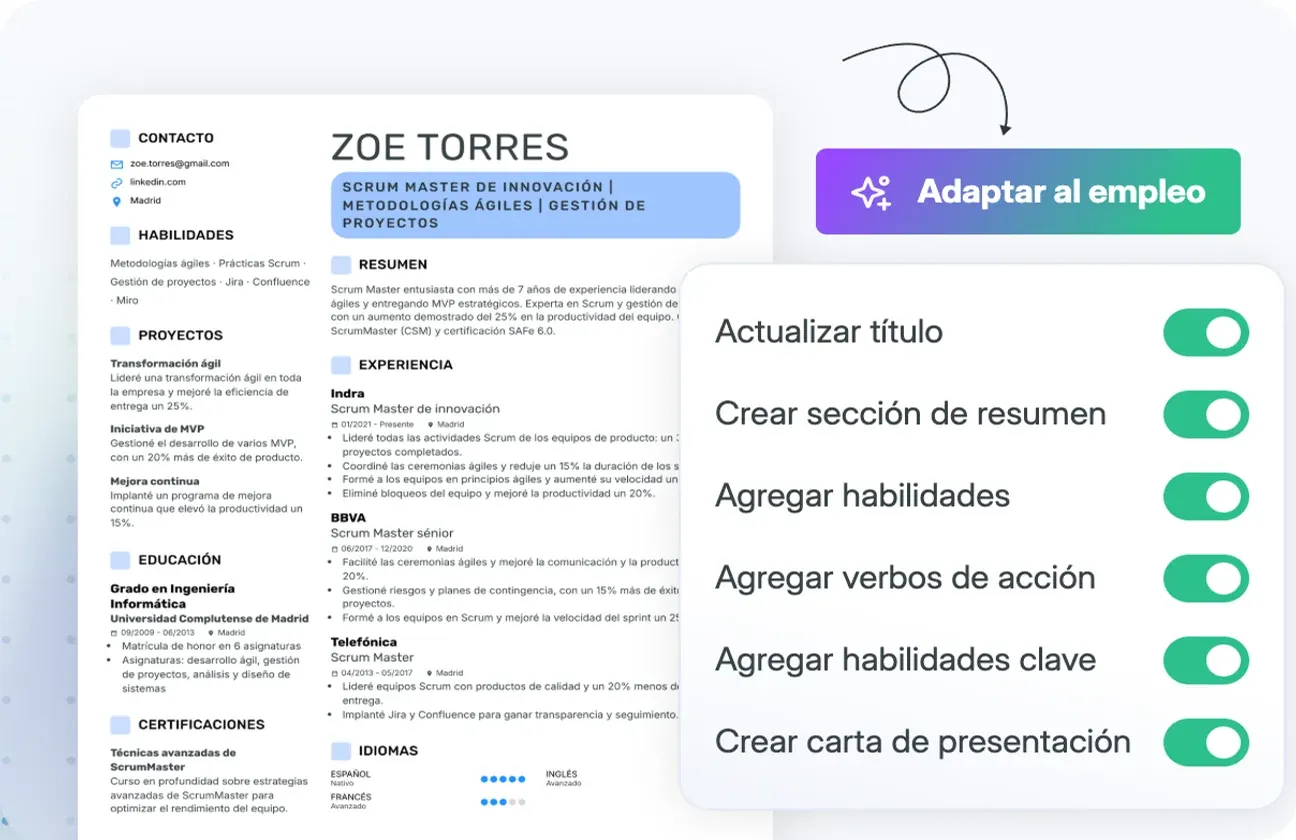 CONTACTO
zoe.torres@gmail.com
linkedin.com
Madrid
HABILIDADES
Metodologías ágiles · Prácticas Scrum ·
Gestión de proyectos · Jira · Confluence
· Miro
PROYECTOS
Transformación ágil
Lideré una transformación ágil en toda
la empresa y mejoré la eficiencia de
entrega un 25%.
Iniciativa de MVP
Gestioné el desarrollo de varios MVP,
con un 20% más de éxito de producto.
Mejora continua
Implanté un programa de mejora
continua que elevó la productividad un
15%.
EDUCACIÓN
Grado en Ingeniería
Informática
Universidad Complutense de Madrid
09/2009 - 06/2013 Madrid
• Matrícula de honor en 6 asignaturas
• Asignaturas: desarrollo ágil, gestión
de proyectos, análisis y diseño de
sistemas
CERTIFICACIONES
Técnicas avanzadas de
ScrumMaster
Curso en profundidad sobre estrategias
avanzadas de ScrumMaster para
optimizar el rendimiento del equipo.
ZOE TORRES
SCRUM MASTER DE INNOVACIÓN |
METODOLOGÍAS ÁGILES | GESTIÓN DE
PROYECTOS
RESUMEN
Scrum Master entusiasta con más de 7 años de experiencia liderando
ágiles y entregando MVP estratégicos. Experta en Scrum y gestión de
con un aumento demostrado del 25% en la productividad del equipo.
ScrumMaster (CSM) y certificación SAFe 6.0.
EXPERIENCIA
Indra
Scrum Master de innovación
01/2021 - Presente Madrid
• Lideré todas las actividades Scrum de los equipos de producto: un
proyectos completados.
• Coordiné las ceremonias ágiles y reduje un 15% la duración de los s
• Formé a los equipos en principios ágiles y aumenté su velocidad un
• Eliminé bloqueos del equipo y mejoré la productividad un 20%.
BBVA
Scrum Master sénior
06/2017 - 12/2020 Madrid
• Facilité las ceremonias ágiles y mejoré la comunicación y la product
20%.
• Gestioné riesgos y planes de contingencia, con un 15% más de éxit
proyectos.
• Formé a los equipos en Scrum y mejoré la velocidad del sprint un
Telefónica
Scrum Master
04/2013 - 05/2017 Madrid
• Lideré equipos Scrum con productos de calidad y un 20% menos d
entrega.
• Implanté Jira y Confluence para ganar transparencia y seguimiento.
IDIOMAS
ESPAÑOL
Nativo
INGLÉS
Avanzado
FRANCÉS
Avanzado
Adaptar al empleo
Actualizar título
Crear sección de resumen
Agregar habilidades
Agregar verbos de acción
Agregar habilidades clave
Crear carta de presentación